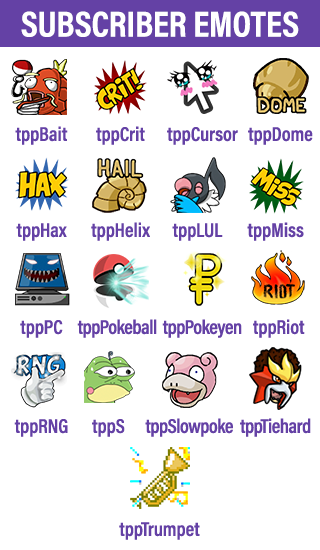 SUBSCRIBER EMOTES
CRIT!
DOME
tppBait tppCrit tppCursor tppDome
HAX HAIL MISS
tppHax tppHelix tppLUL tppMiss
RIOT
tppPC tppPokeball tppPokeyen tppRiot
RNG
tppRNG tppS tppSlowpoke tppTiehard
tppTrumpet